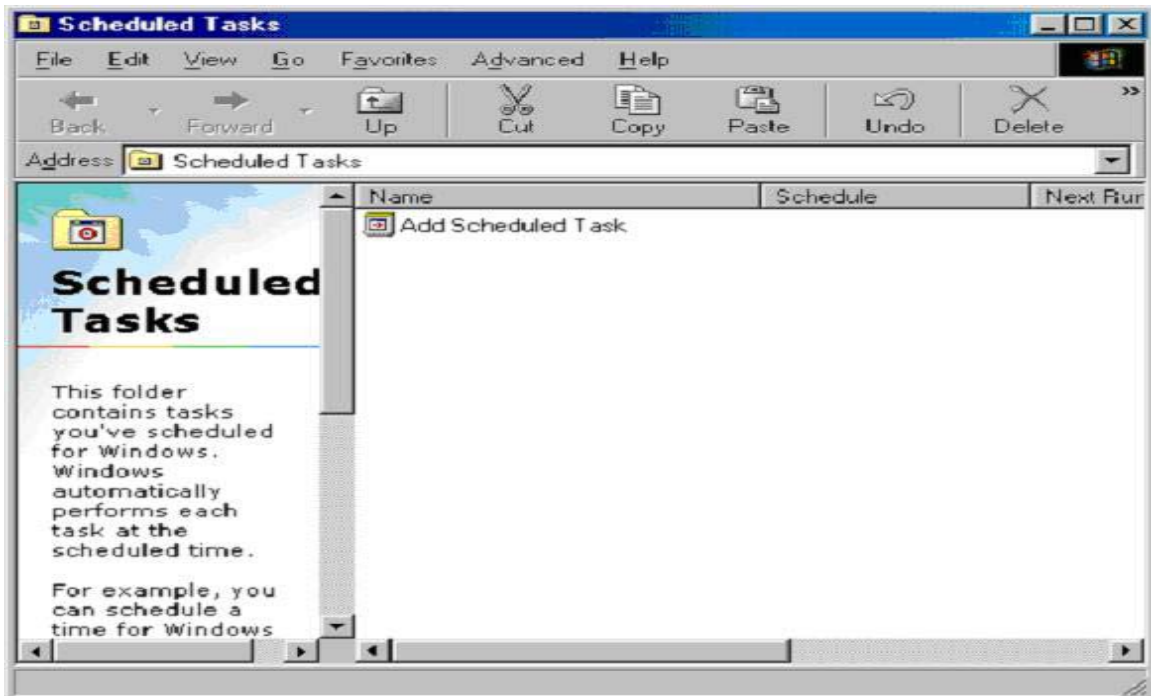 Scheduled Tasks
File Edit View Go Favorites Advanced Help
Back Forward Up Cut Copy Paste Undo Delete »
Address Scheduled Tasks
Name Schedule Next Run
Add Scheduled Task
Scheduled
Tasks
This folder
contains tasks
you've scheduled
for Windows.
Windows
automatically
performs each
task at the
scheduled time.
For example, you
can schedule a
time for Windows